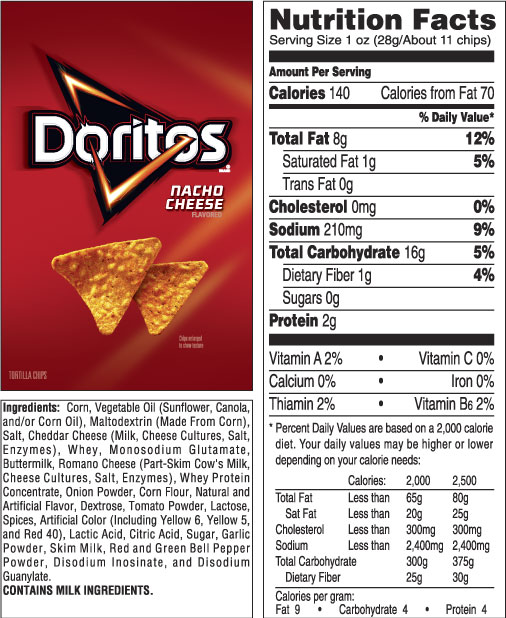 Doritos
NACHO
CHEESE
FLAVORED
Chips enlarged
to show texture
TORTILLA CHIPS
Ingredients: Corn, Vegetable Oil (Sunflower, Canola,
and/or Corn Oil), Maltodextrin (Made From Corn),
Salt, Cheddar Cheese (Milk, Cheese Cultures, Salt,
Enzymes), Whey, Monosodium Glutamate,
Buttermilk, Romano Cheese (Part-Skim Cow's Milk,
Cheese Cultures, Salt, Enzymes), Whey Protein
Concentrate, Onion Powder, Corn Flour, Natural and
Artificial Flavor, Dextrose, Tomato Powder, Lactose,
Spices, Artificial Color (Including Yellow 6, Yellow 5,
and Red 40), Lactic Acid, Citric Acid, Sugar, Garlic
Powder, Skim Milk, Red and Green Bell Pepper
Powder, Disodium Inosinate, and Disodium
Guanylate.
CONTAINS MILK INGREDIENTS.
Nutrition Facts
Serving Size 1 oz (28g/About 11 chips)
Amount Per Serving
Calories 140 Calories from Fat 70
% Daily Value*
Total Fat 8g 12%
Saturated Fat 1g 5%
Trans Fat 0g
Cholesterol 0mg 0%
Sodium 210mg 9%
Total Carbohydrate 16g 5%
Dietary Fiber 1g 4%
Sugars 0g
Protein 2g
Vitamin A 2% • Vitamin C 0%
Calcium 0% • Iron 0%
Thiamin 2% • Vitamin B6 2%
* Percent Daily Values are based on a 2,000 calorie
diet. Your daily values may be higher or lower
depending on your calorie needs:
Calories: 2,000 2,500
Total Fat Less than 65g 80g
Sat Fat Less than 20g 25g
Cholesterol Less than 300mg 300mg
Sodium Less than 2,400mg 2,400mg
Total Carbohydrate 300g 375g
Dietary Fiber 25g 30g
Calories per gram:
Fat 9 • Carbohydrate 4 • Protein 4